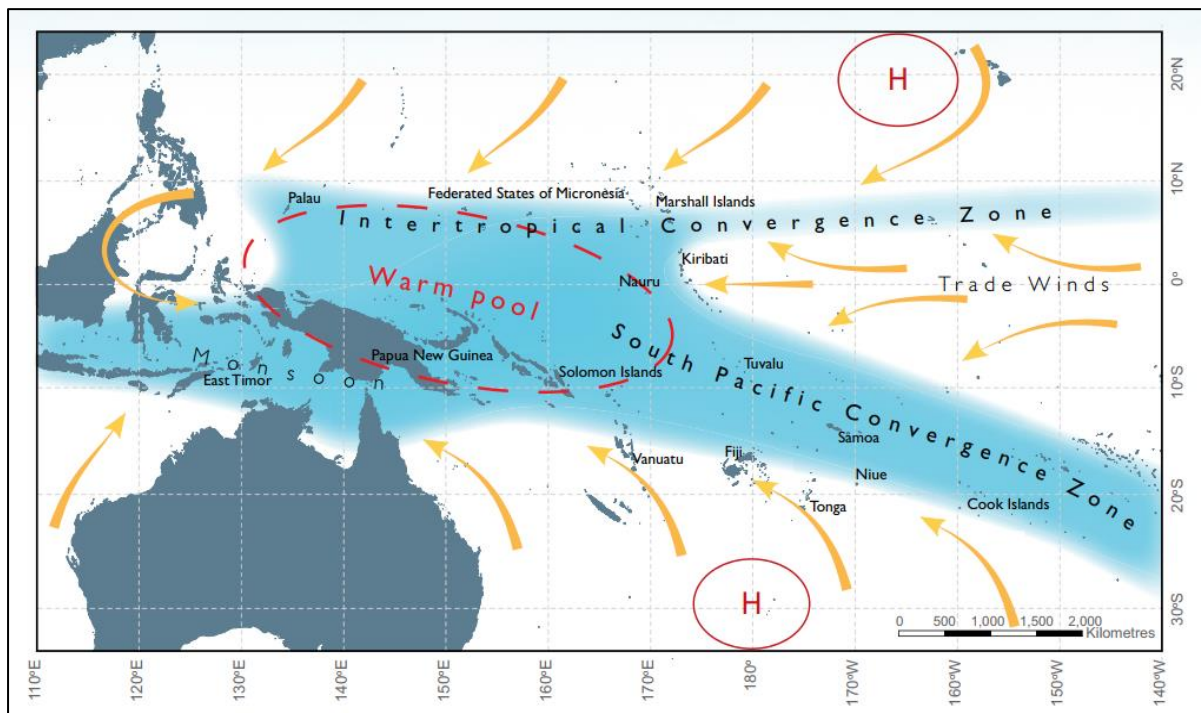 H
20°N
10°N
Palau
Federated States of Micronesia
Marshall Islands
Intertropical Convergence Zone
Kiribati
Warm pool
Nauru
Trade Winds
0°
Monsoon
East Timor
Papua New Guinea
Solomon Islands
South Pacific Convergence Zone
Tuvalu
10°S
Sāmoa
Vanuatu
Fiji
Niue
Tonga
Cook Islands
20°S
H
30°S
0 500 1,000 1,500 2,000
Kilometres
110°E 120°E 130°E 140°E 150°E 160°E 170°E 180° 170°W 160°W 150°W 140°W